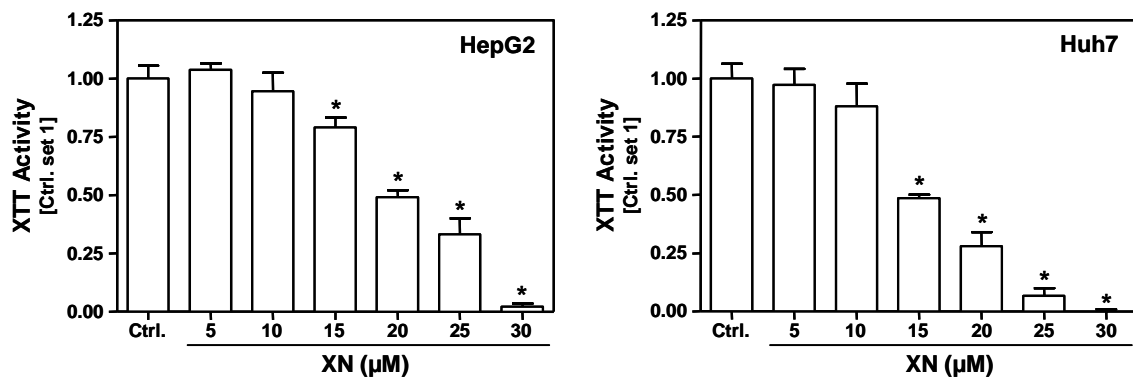 HepG2
XTT Activity
[Ctrl. set 1]
1.25
1.00
0.75
0.50
0.25
0.00
* * * *
Ctrl. 5 10 15 20 25 30
XN (µM)
Huh7
XTT Activity
[Ctrl. set 1]
1.25
1.00
0.75
0.50
0.25
0.00
* * * *
Ctrl. 5 10 15 20 25 30
XN (µM)